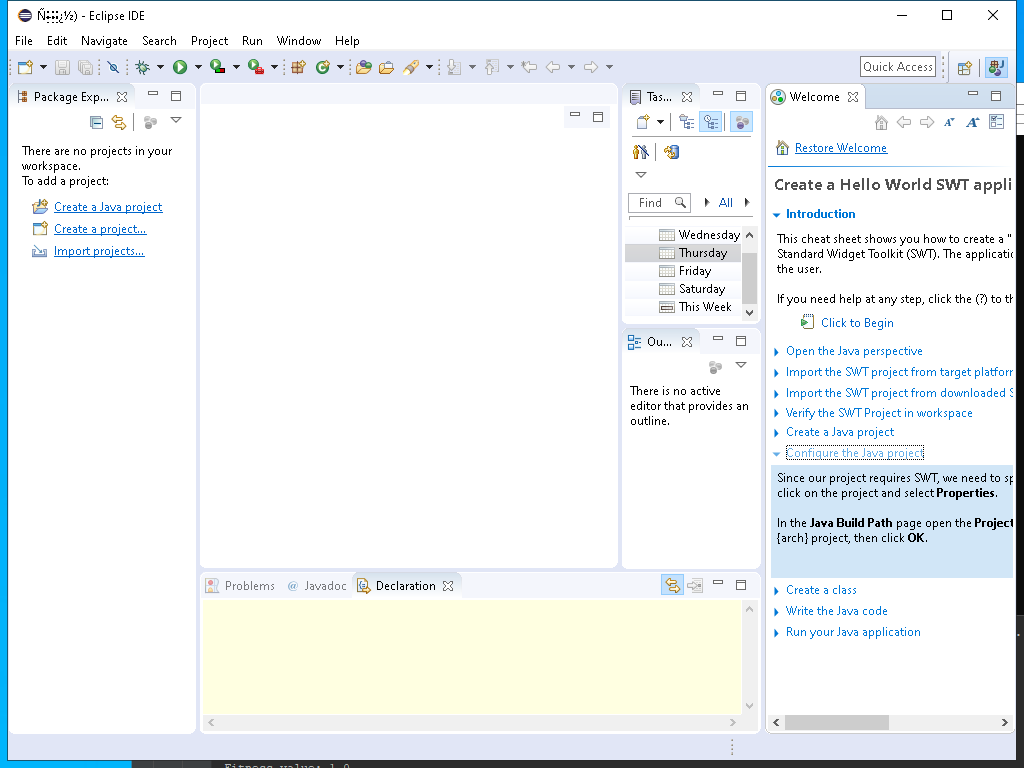 - Eclipse IDE
File Edit Navigate Search Project Run Window Help
Quick Access
Package Exp...
There are no projects in your
workspace.
To add a project:
Create a Java project
Create a project...
Import projects...
Tas...
Find
All
Wednesday
Thursday
Friday
Saturday
This Week
Ou...
There is no active
editor that provides an
outline.
Problems @ Javadoc Declaration
Welcome
Restore Welcome
Create a Hello World SWT appli
Introduction
This cheat sheet shows you how to create a "
Standard Widget Toolkit (SWT). The applicatio
the user.
If you need help at any step, click the (?) to th
Click to Begin
Open the Java perspective
Import the SWT project from target platfor
Import the SWT project from downloaded S
Verify the SWT Project in workspace
Create a Java project
Configure the Java project
Since our project requires SWT, we need to sp
click on the project and select Properties.
In the Java Build Path page open the Project
{arch} project, then click OK.
Create a class
Write the Java code
Run your Java application